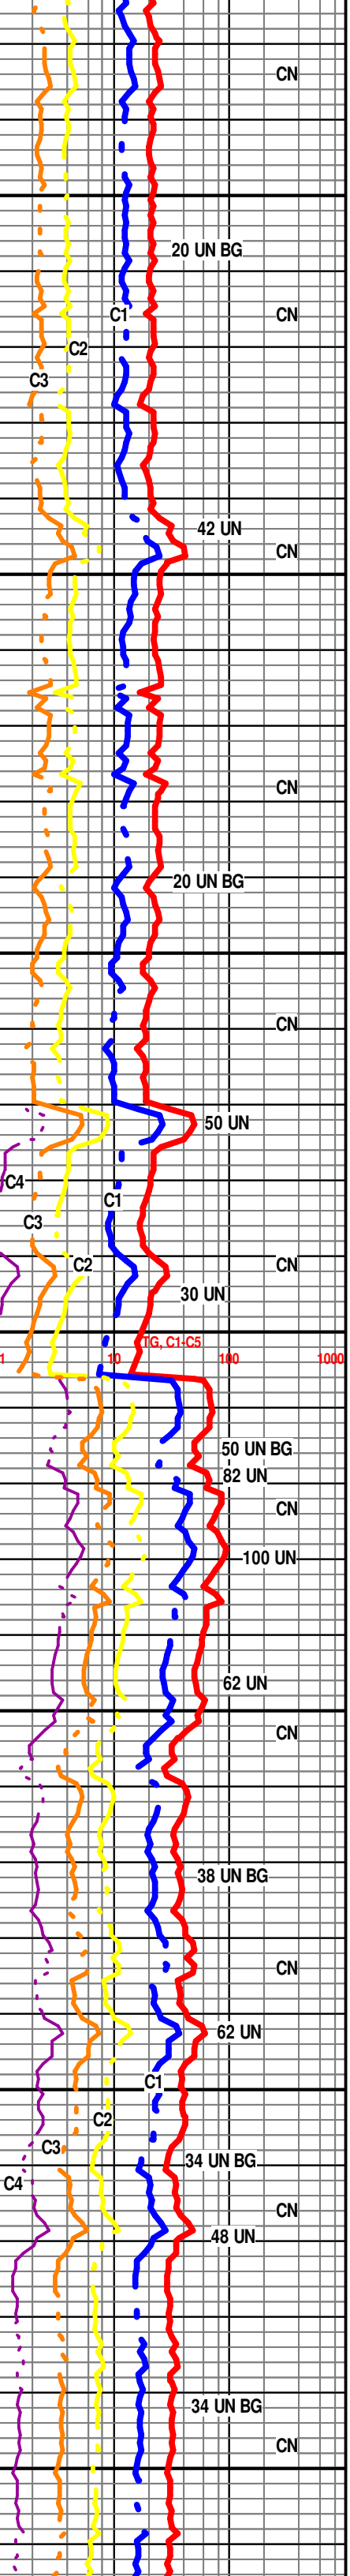 CN
20 UN BG
C1
CN
C2
C3
42 UN
CN
CN
20 UN BG
CN
50 UN
C4
C1
C3
C2
CN
30 UN
TG, C1-C5
1 10 100 1000
50 UN BG
82 UN
CN
100 UN
62 UN
CN
38 UN BG
CN
62 UN
C1
C2
C3
34 UN BG
C4
CN
48 UN
34 UN BG
CN